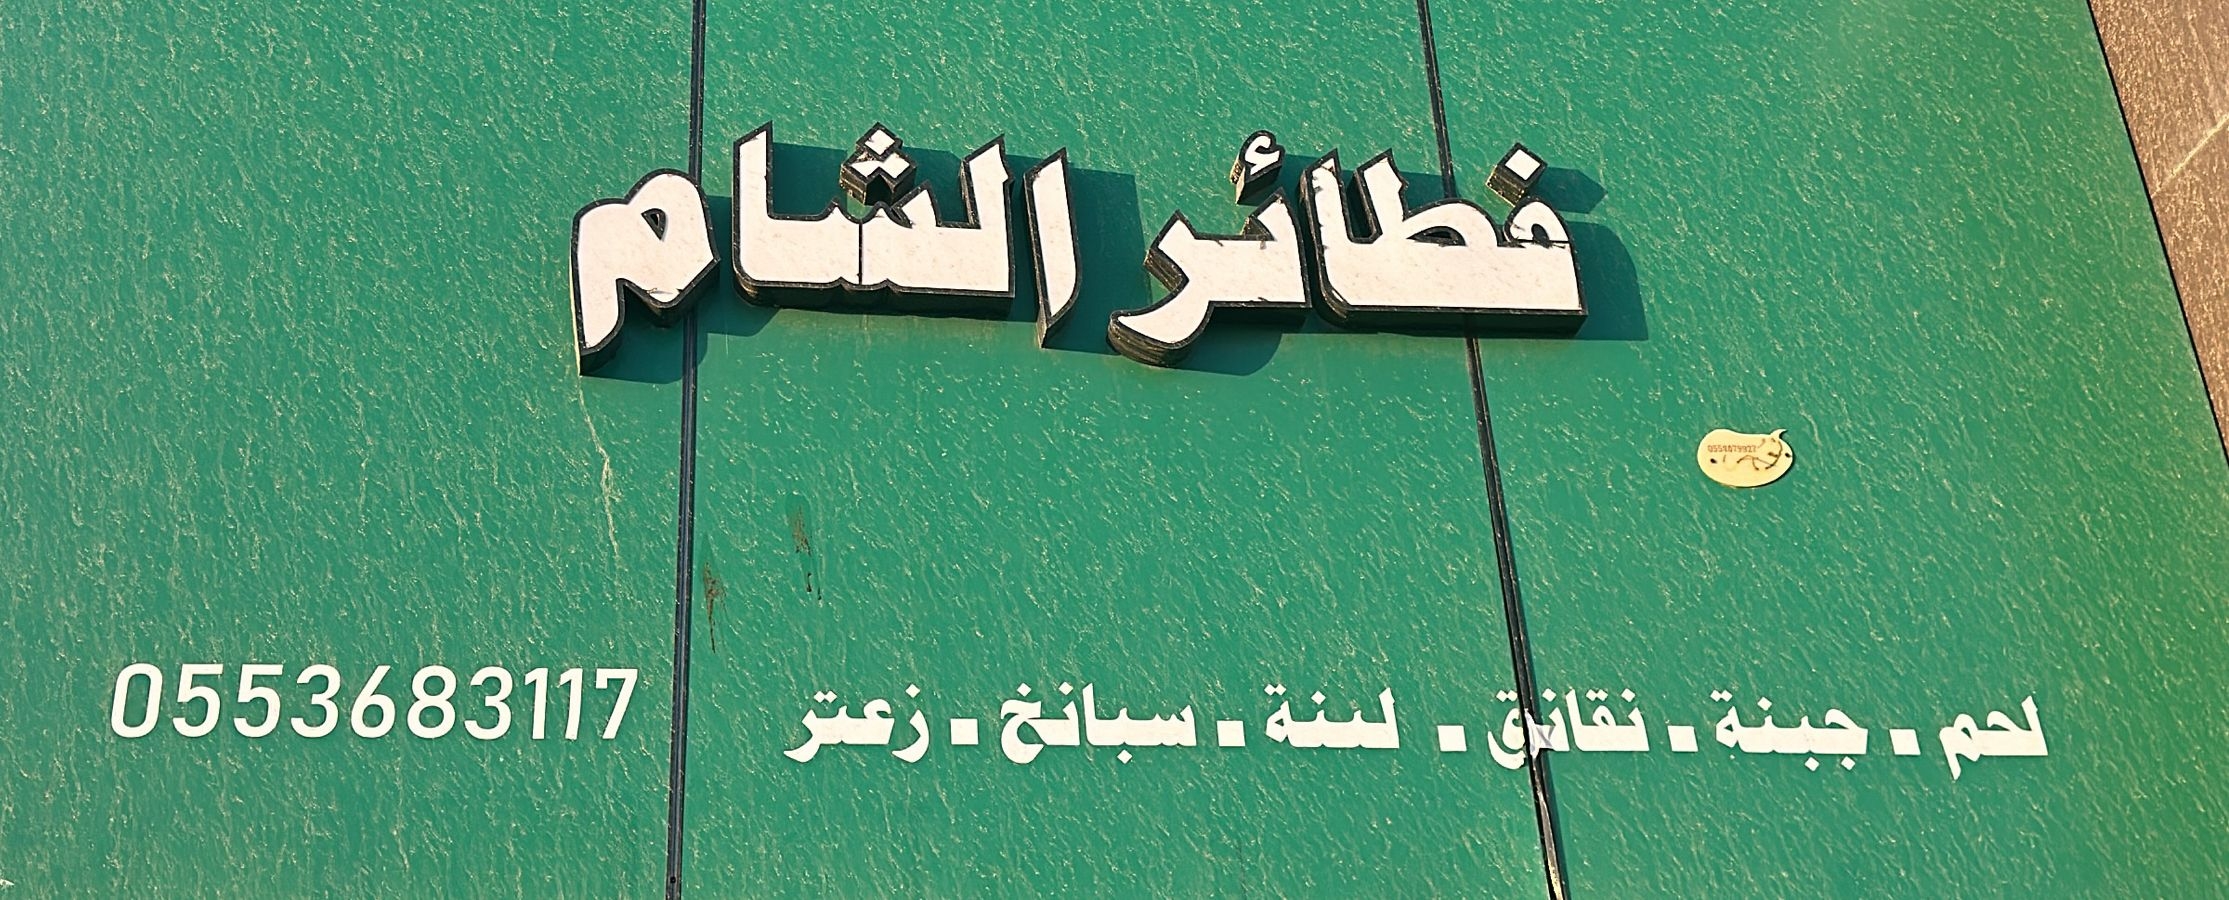 فطائر الشام
لحم . جبنة . نقانق . لبنة . سبانخ . زعتر
0553683117